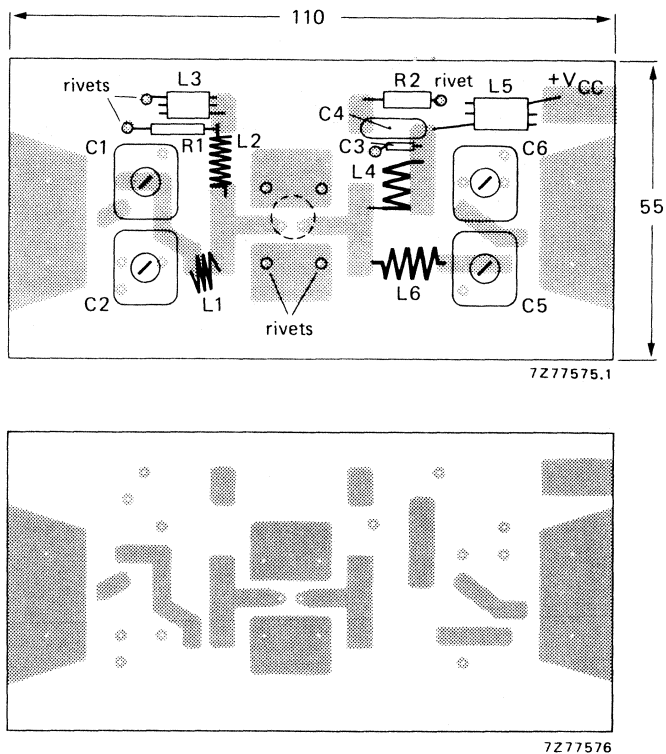 110
rivets
L3
R2
rivet
L5
+VCC
C4
R1
L2
C3
C1
L4
C6
55
C2
L1
L6
C5
rivets
7Z77575.1
7Z77576